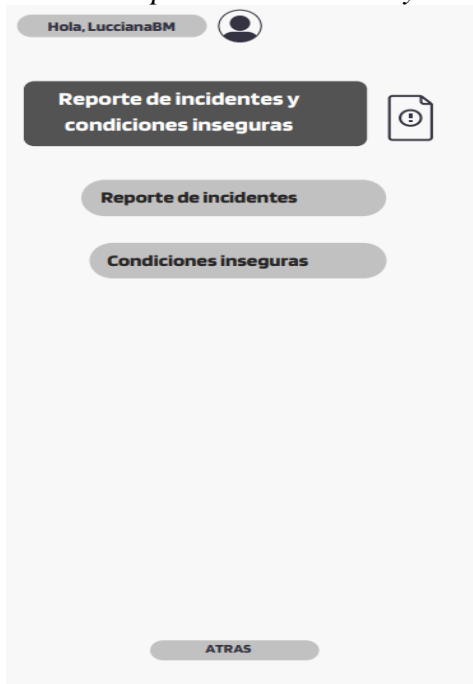 Hola, LuccianaBM
Reporte de incidentes y
condiciones inseguras
Reporte de incidentes
Condiciones inseguras
ATRAS